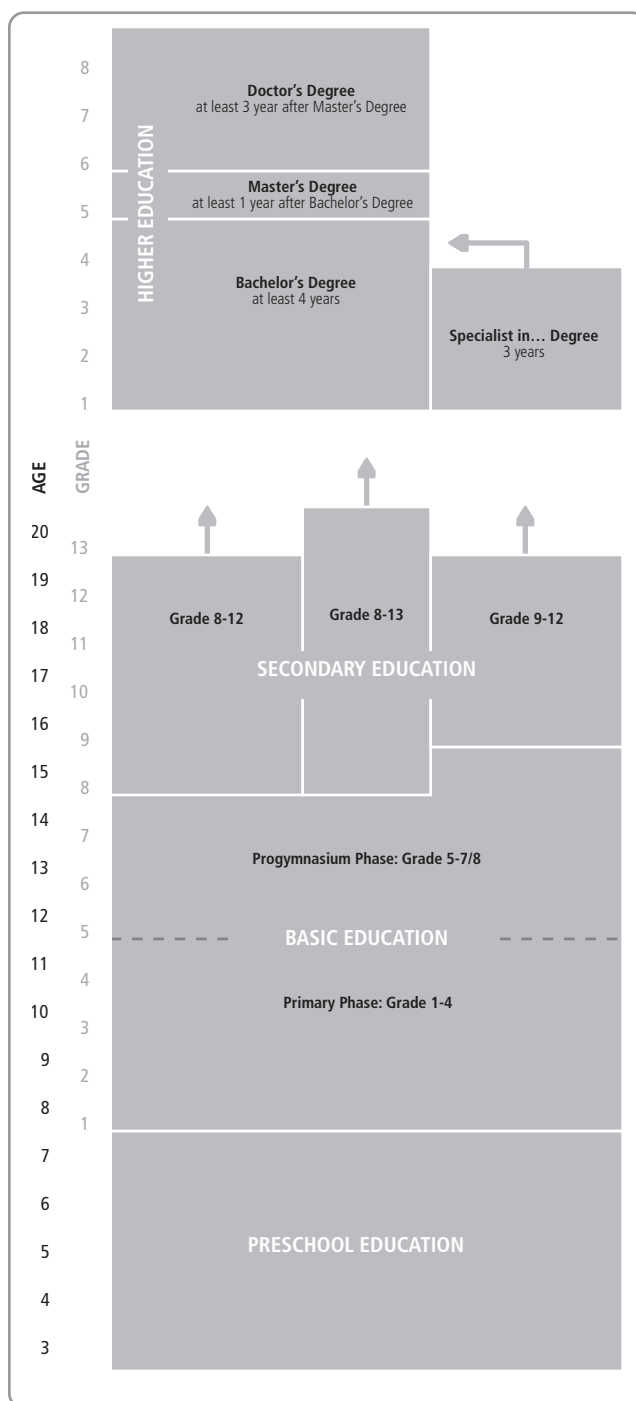 8
7
6
5
4
3
2
1
HIGHER EDUCATION
Doctor's Degree
at least 3 year after Master's Degree
Master's Degree
at least 1 year after Bachelor's Degree
Bachelor's Degree
at least 4 years
Specialist in… Degree
3 years
AGE
GRADE
20
19
18
17
16
15
14
13
12
11
10
9
8
7
6
5
4
3
13
12
11
10
9
8
7
6
5
4
3
2
1
Grade 8-12
Grade 8-13
Grade 9-12
SECONDARY EDUCATION
Progymnasium Phase: Grade 5-7/8
BASIC EDUCATION
Primary Phase: Grade 1-4
PRESCHOOL EDUCATION